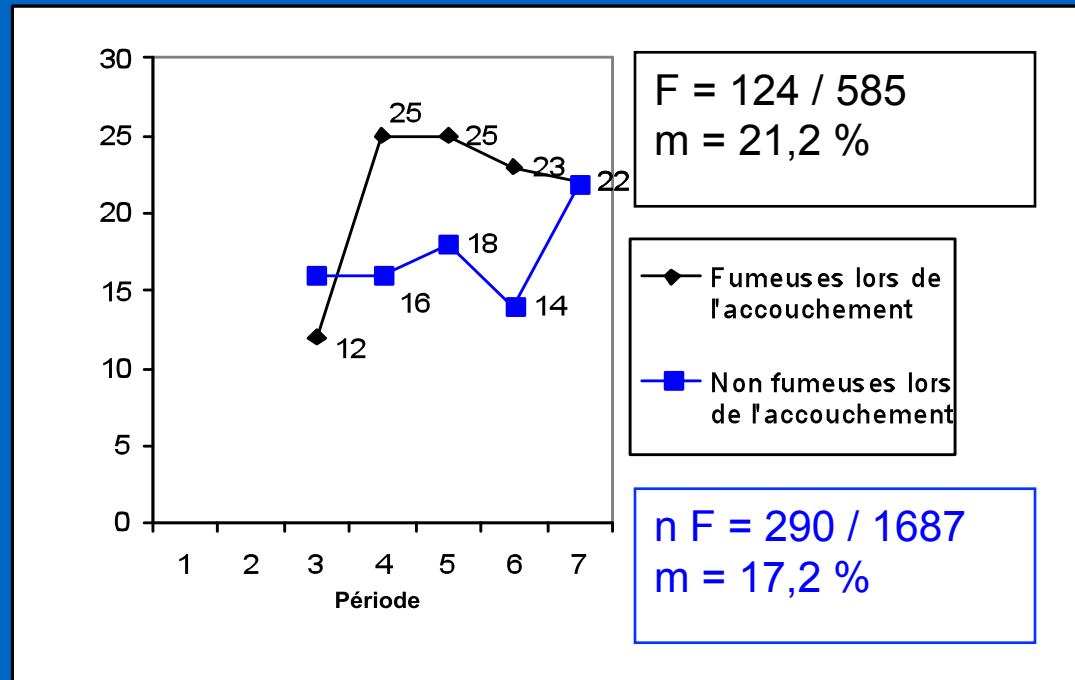 30
25
20
15
10
5
0
25
25
23
22
18
16
14
12
1 2 3 4 5 6 7
Période
F = 124 / 585
m = 21,2 %
Fumeuses lors de
l'accouchement
Non fumeuses lors
de l'accouchement
n F = 290 / 1687
m = 17,2 %